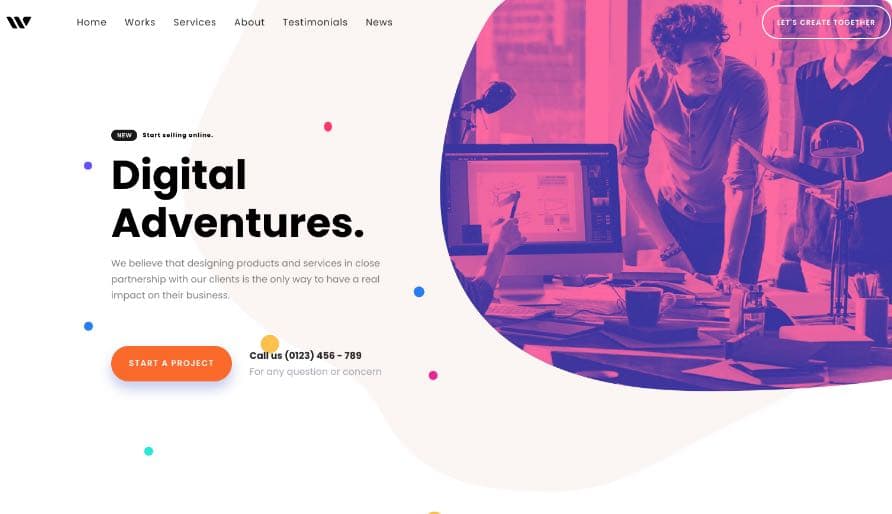 Home Works Services About Testimonials News LET'S CREATE TOGETHER
NEW Start selling online.
Digital
Adventures.
We believe that designing products and services in close
partnership with our clients is the only way to have a real
impact on their business.
START A PROJECT
Call us (0123) 456 - 789
For any question or concern